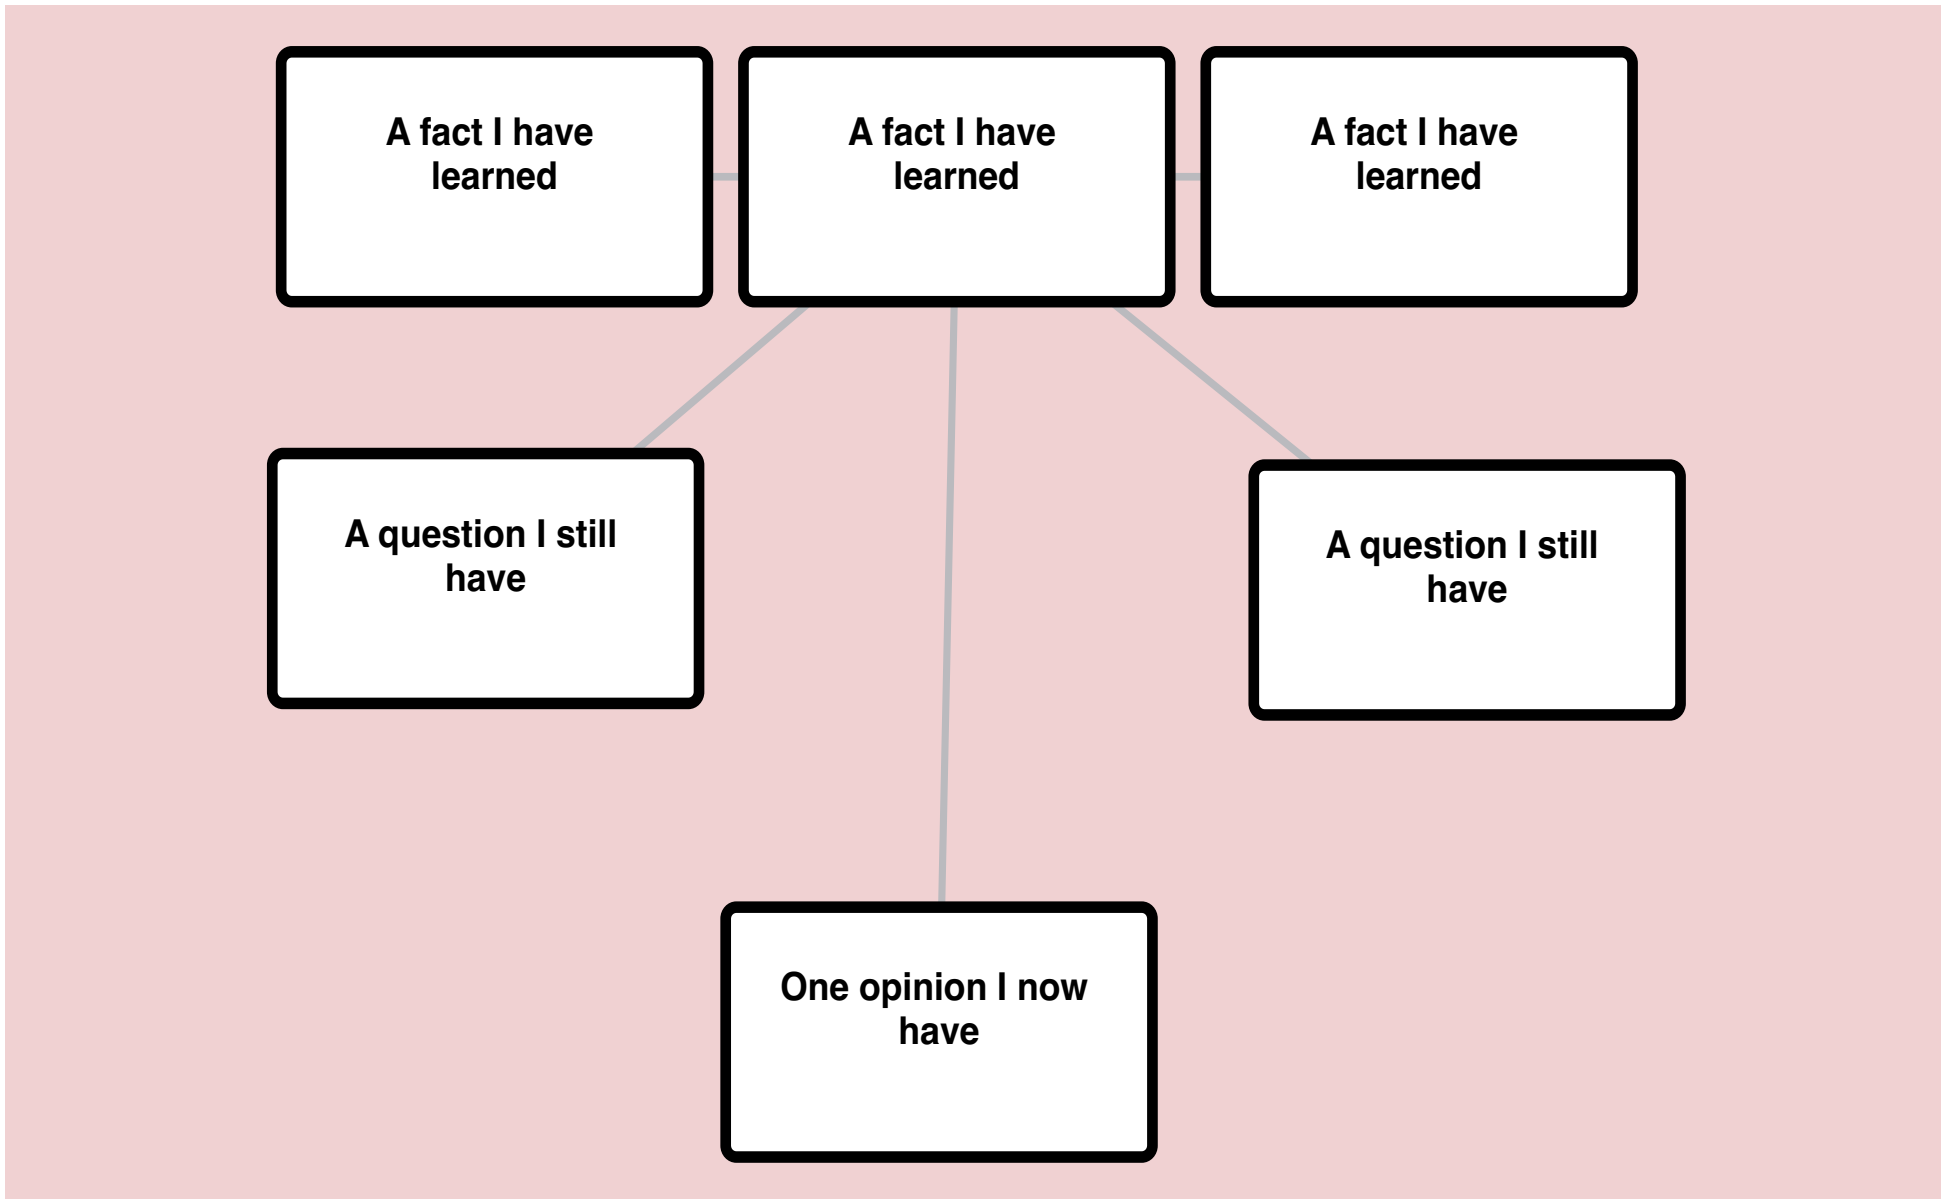 A fact I have
learned
A fact I have
learned
A fact I have
learned
A question I still
have
A question I still
have
One opinion I now
have